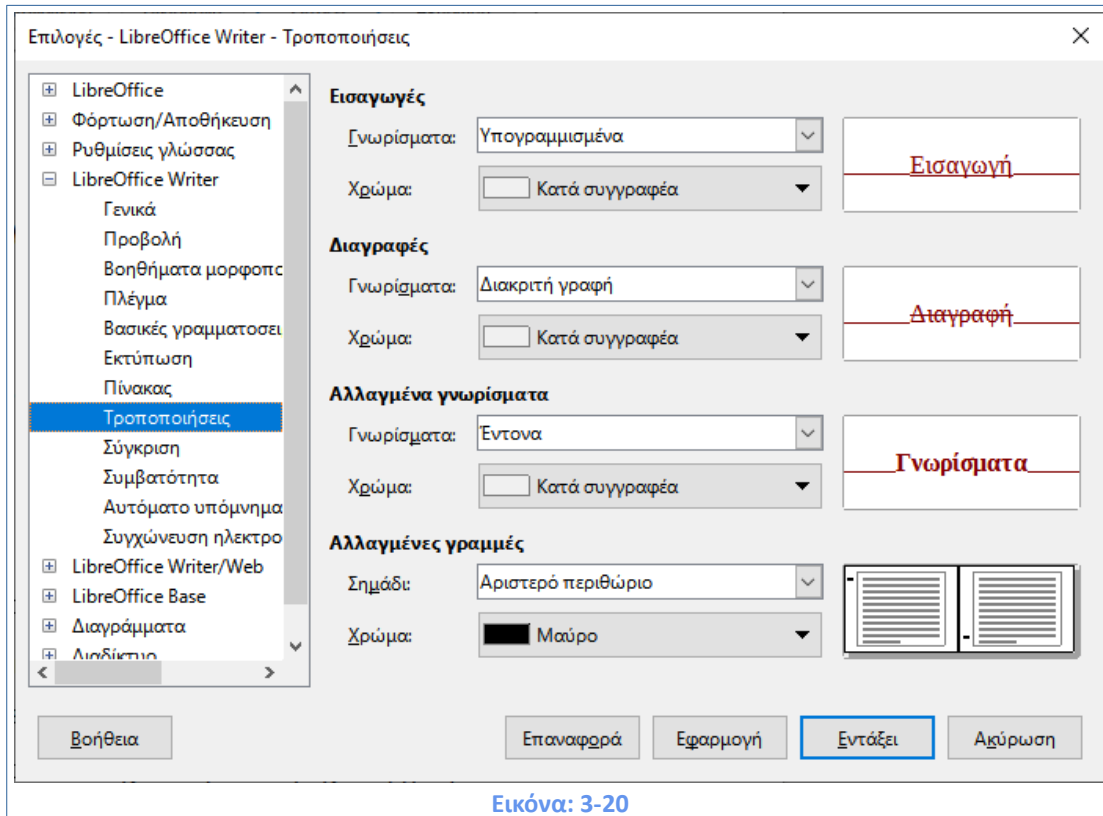 Επιλογές - LibreOffice Writer - Τροποποιήσεις
LibreOffice
Φόρτωση/Αποθήκευση
Ρυθμίσεις γλώσσας
LibreOffice Writer
Γενικά
Προβολή
Βοηθήματα μορφοπο
Πλέγμα
Βασικές γραμματοσει
Εκτύπωση
Πίνακας
Τροποποιήσεις
Σύγκριση
Συμβατότητα
Αυτόματο υπόμνημα
Συγχώνευση ηλεκτρο
LibreOffice Writer/Web
LibreOffice Base
Διαγράμματα
Διαδίκτυο
Εισαγωγές
Γνωρίσματα: Υπογραμμισμένα
Χρώμα: Κατά συγγραφέα
Εισαγωγή
Διαγραφές
Γνωρίσματα: Διακριτή γραφή
Χρώμα: Κατά συγγραφέα
Διαγραφή
Αλλαγμένα γνωρίσματα
Γνωρίσματα: Έντονα
Χρώμα: Κατά συγγραφέα
Γνωρίσματα
Αλλαγμένες γραμμές
Σημάδι: Αριστερό περιθώριο
Χρώμα: Μαύρο
Βοήθεια Επαναφορά Εφαρμογή Εντάξει Ακύρωση
Εικόνα: 3-20